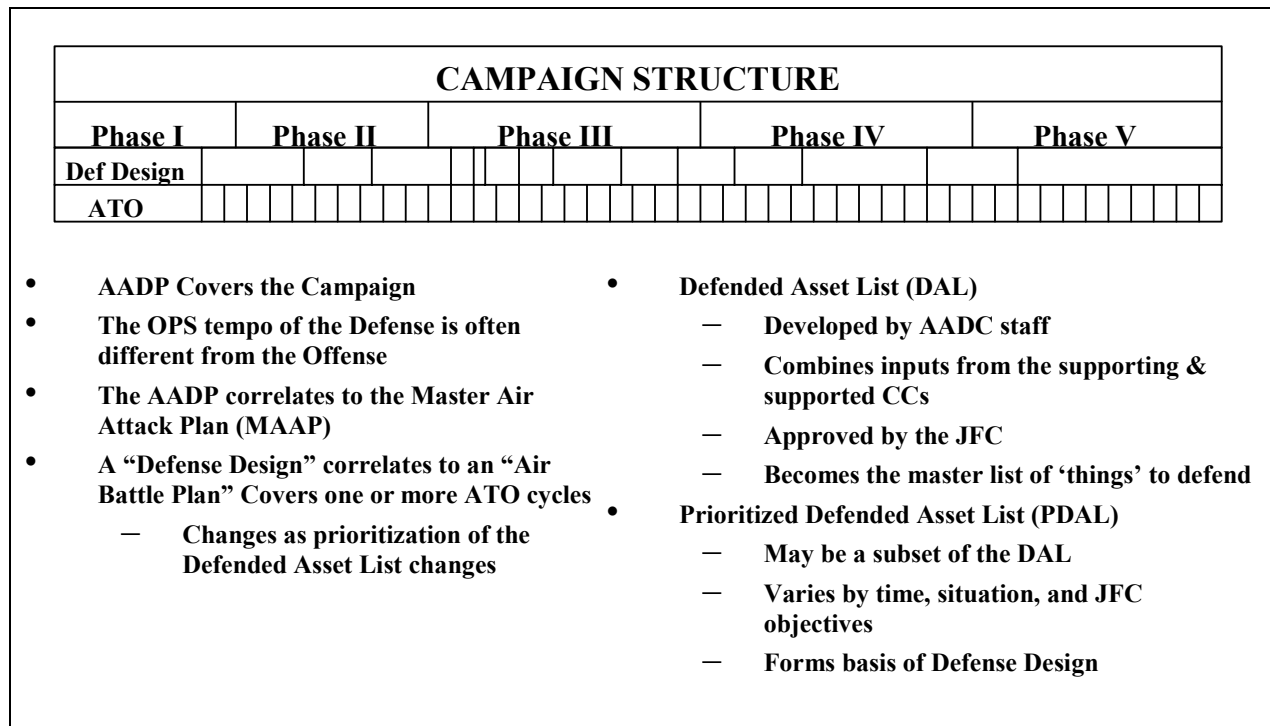 CAMPAIGN STRUCTURE
Phase I Phase II Phase III Phase IV Phase V
Def Design
ATO
• AADP Covers the Campaign
• The OPS tempo of the Defense is often
different from the Offense
• The AADP correlates to the Master Air
Attack Plan (MAAP)
• A “Defense Design” correlates to an “Air
Battle Plan” Covers one or more ATO cycles
— Changes as prioritization of the
Defended Asset List changes
• Defended Asset List (DAL)
— Developed by AADC staff
— Combines inputs from the supporting &
supported CCs
— Approved by the JFC
— Becomes the master list of ‘things’ to defend
• Prioritized Defended Asset List (PDAL)
— May be a subset of the DAL
— Varies by time, situation, and JFC
objectives
— Forms basis of Defense Design